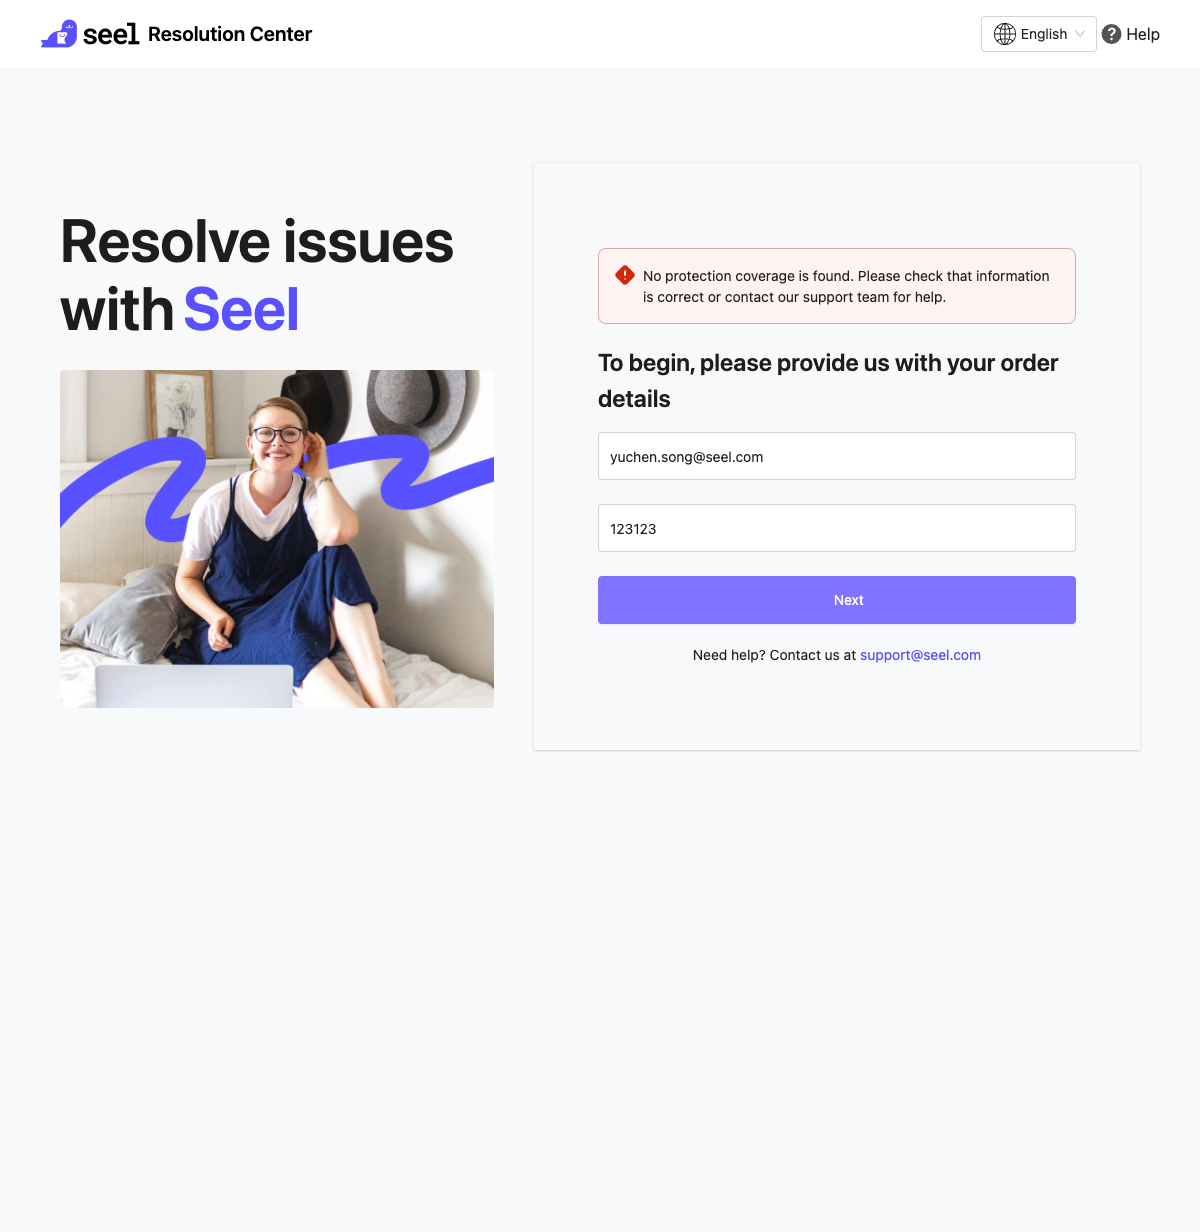 seel Resolution Center
English
Help
Resolve issues
with Seel
No protection coverage is found. Please check that information
is correct or contact our support team for help.
To begin, please provide us with your order
details
yuchen.song@seel.com
123123
Next
Need help? Contact us at support@seel.com